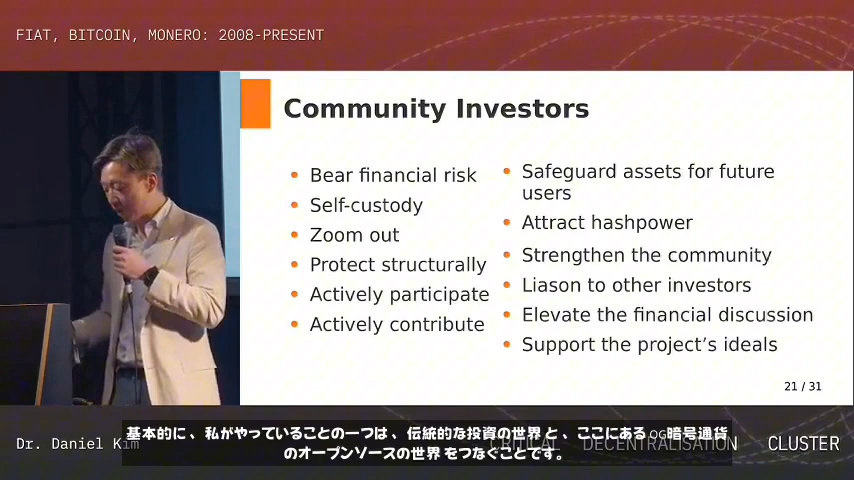 FIAT, BITCOIN, MONERO: 2008-PRESENT
Community Investors
Bear financial risk
Self-custody
Zoom out
Protect structurally
Actively participate
Actively contribute
Safeguard assets for future
users
Attract hashpower
Strengthen the community
Liason to other investors
Elevate the financial discussion
Support the project's ideals
21 / 31
Dr. Daniel Kim
CRITICAL DECENTRALISATION CLUSTER
基本的に、私がやっていることの一つは、伝統的な投資の世界と、ここにあるOG暗号通貨
のオープンソースの世界をつなぐことです。